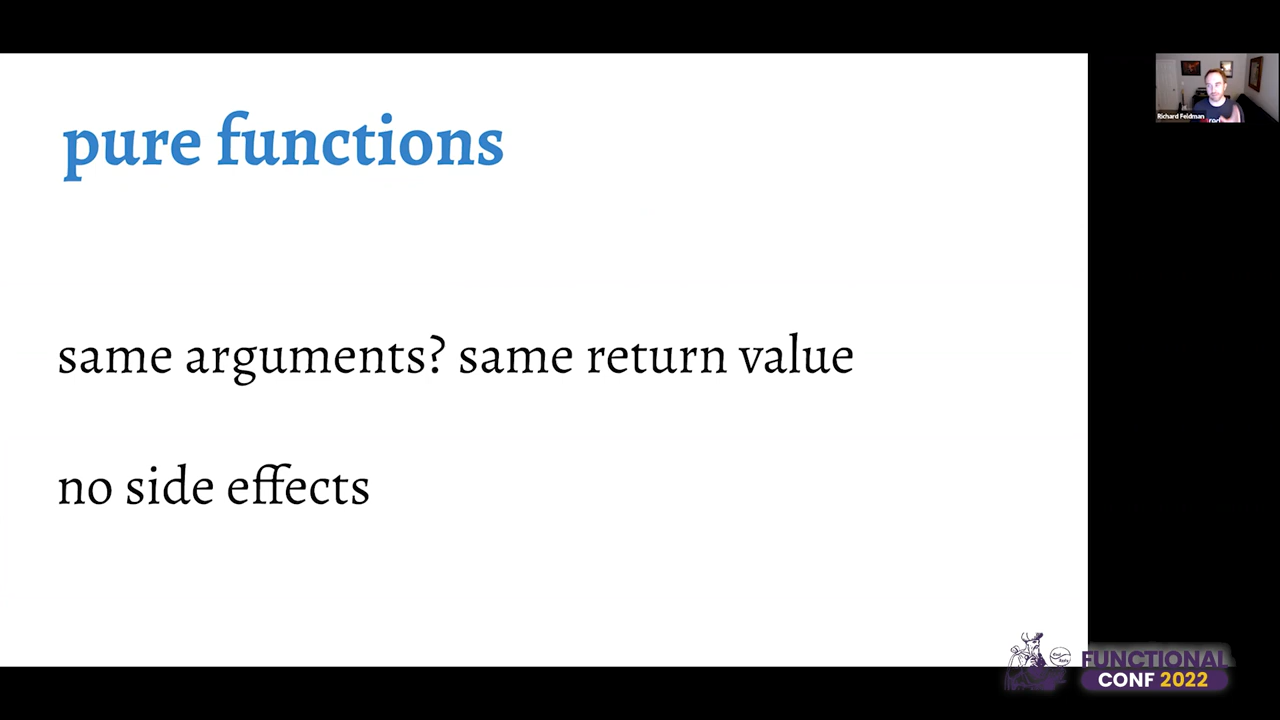 pure functions
same arguments? same return value
no side effects
Richard Feldman
FUNCTIONAL
CONF 2022